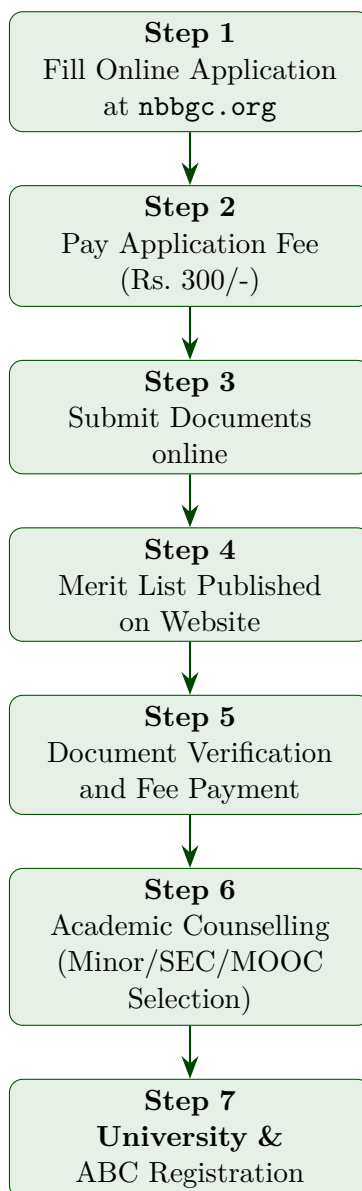 Step 1
Fill Online Application
at nbbgc.org
Step 2
Pay Application Fee
(Rs. 300/-)
Step 3
Submit Documents
online
Step 4
Merit List Published
on Website
Step 5
Document Verification
and Fee Payment
Step 6
Academic Counselling
(Minor/SEC/MOOC
Selection)
Step 7
University &
ABC Registration